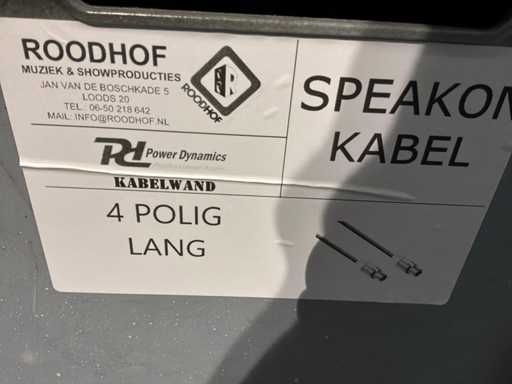 ROODHOF
MUZIEK & SHOWPRODUCTIES
JAN VAN DE BOSCHKADE 5
LOODS 20
TEL: 06-50 218 642
MAIL: INFO@ROODHOF.NL
R
ROODHOF
SPEAKON
KABEL
Pd Power Dynamics
KABELWAND
4 POLIG
LANG